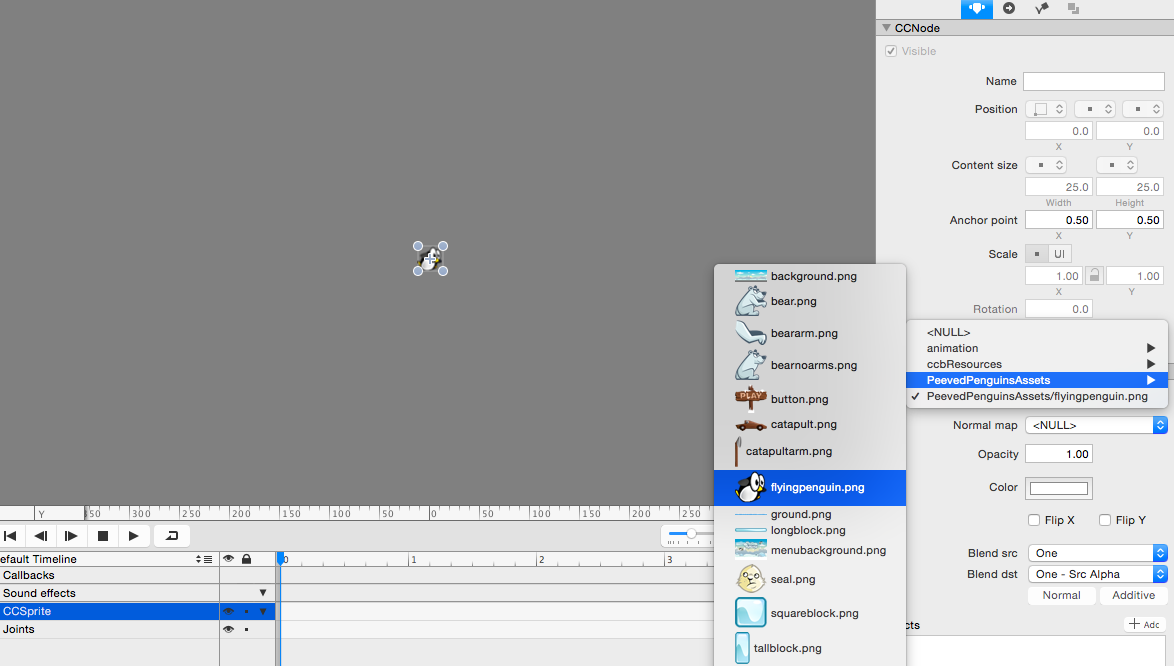 CCNode
Visible
Name
Position
0.0 0.0
X Y
Content size
25.0 25.0
Width Height
Anchor point 0.50 0.50
X Y
Scale UI
1.00 1.00
X Y
Rotation 0.0
<NULL>
animation
ccbResources
PeevedPenguinsAssets
✓ PeevedPenguinsAssets/flyingpenguin.png
background.png
bear.png
beararm.png
bearnoarms.png
PLAY
button.png
catapult.png
catapultarm.png
flyingpenguin.png
ground.png
longblock.png
menubackground.png
seal.png
squareblock.png
tallblock.png
Normal map <NULL>
Opacity 1.00
Color
Flip X Flip Y
Blend src One
Blend dst One - Src Alpha
Normal Additive
cts + Adc
Y 350 300 250 200 150 100 50 0 50 100 150 200 250
efault Timeline 0 1 2 3
Callbacks
Sound effects
CCSprite
Joints